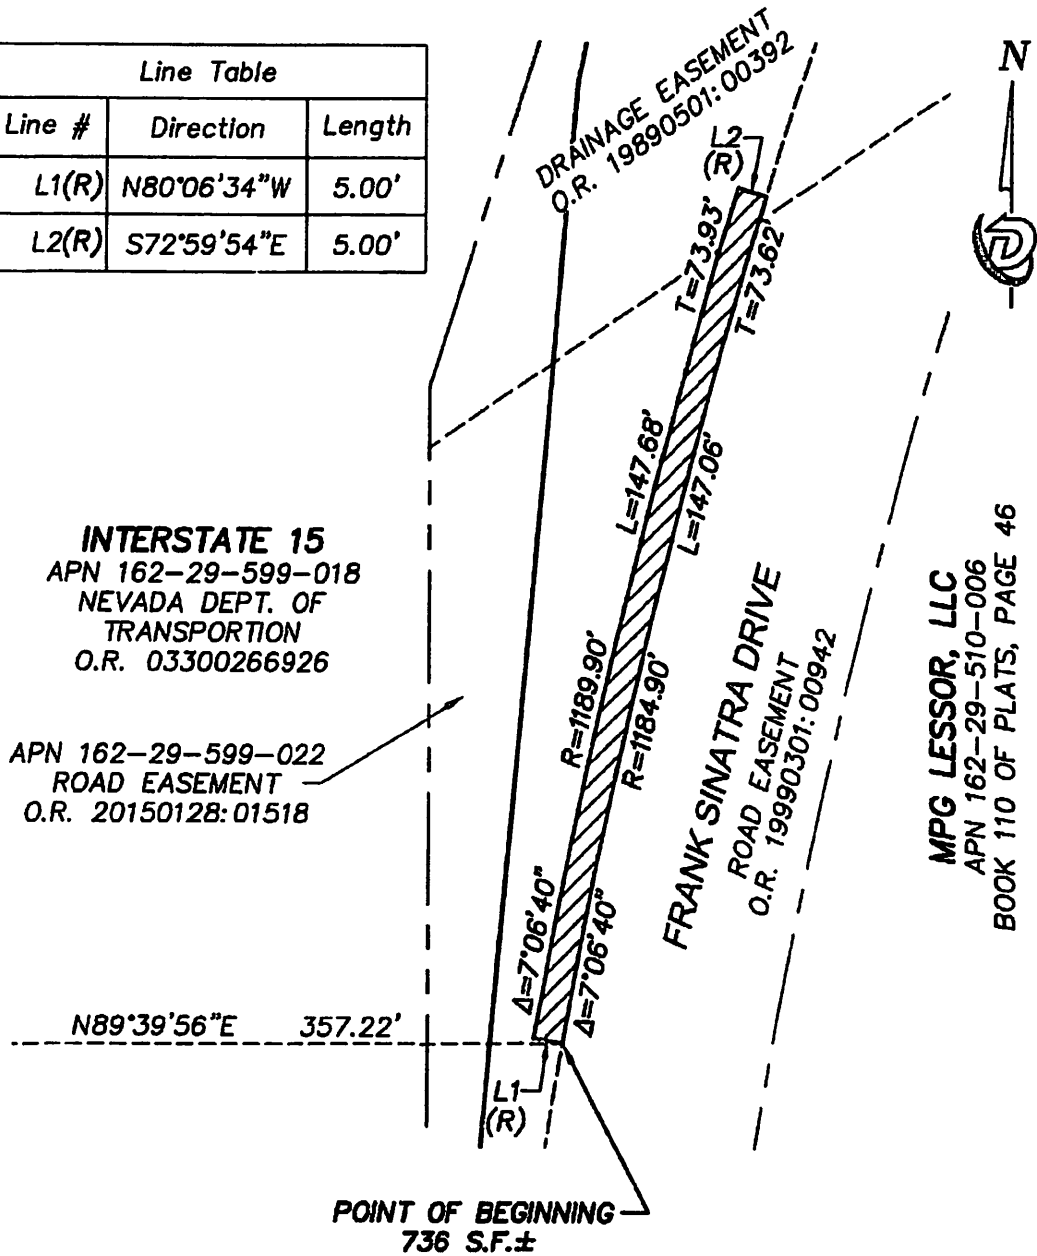 Line Table
Line # Direction Length
L1(R) N80°06'34"W 5.00'
L2(R) S72°59'54"E 5.00'
DRAINAGE EASEMENT
O.R. 19890501:00392
L2
(R)
N
T=73.93'
T=73.62'
L=147.68'
L=147.06'
R=1189.90'
R=1184.90'
Δ=7°06'40"
Δ=7°06'40"
INTERSTATE 15
APN 162-29-599-018
NEVADA DEPT. OF
TRANSPORTION
O.R. 03300266926
APN 162-29-599-022
ROAD EASEMENT
O.R. 20150128:01518
FRANK SINATRA DRIVE
ROAD EASEMENT
O.R. 19990301:00942
MPG LESSOR, LLC
APN 162-29-510-006
BOOK 110 OF PLATS, PAGE 46
N89°39'56"E 357.22'
L1
(R)
POINT OF BEGINNING
736 S.F.±